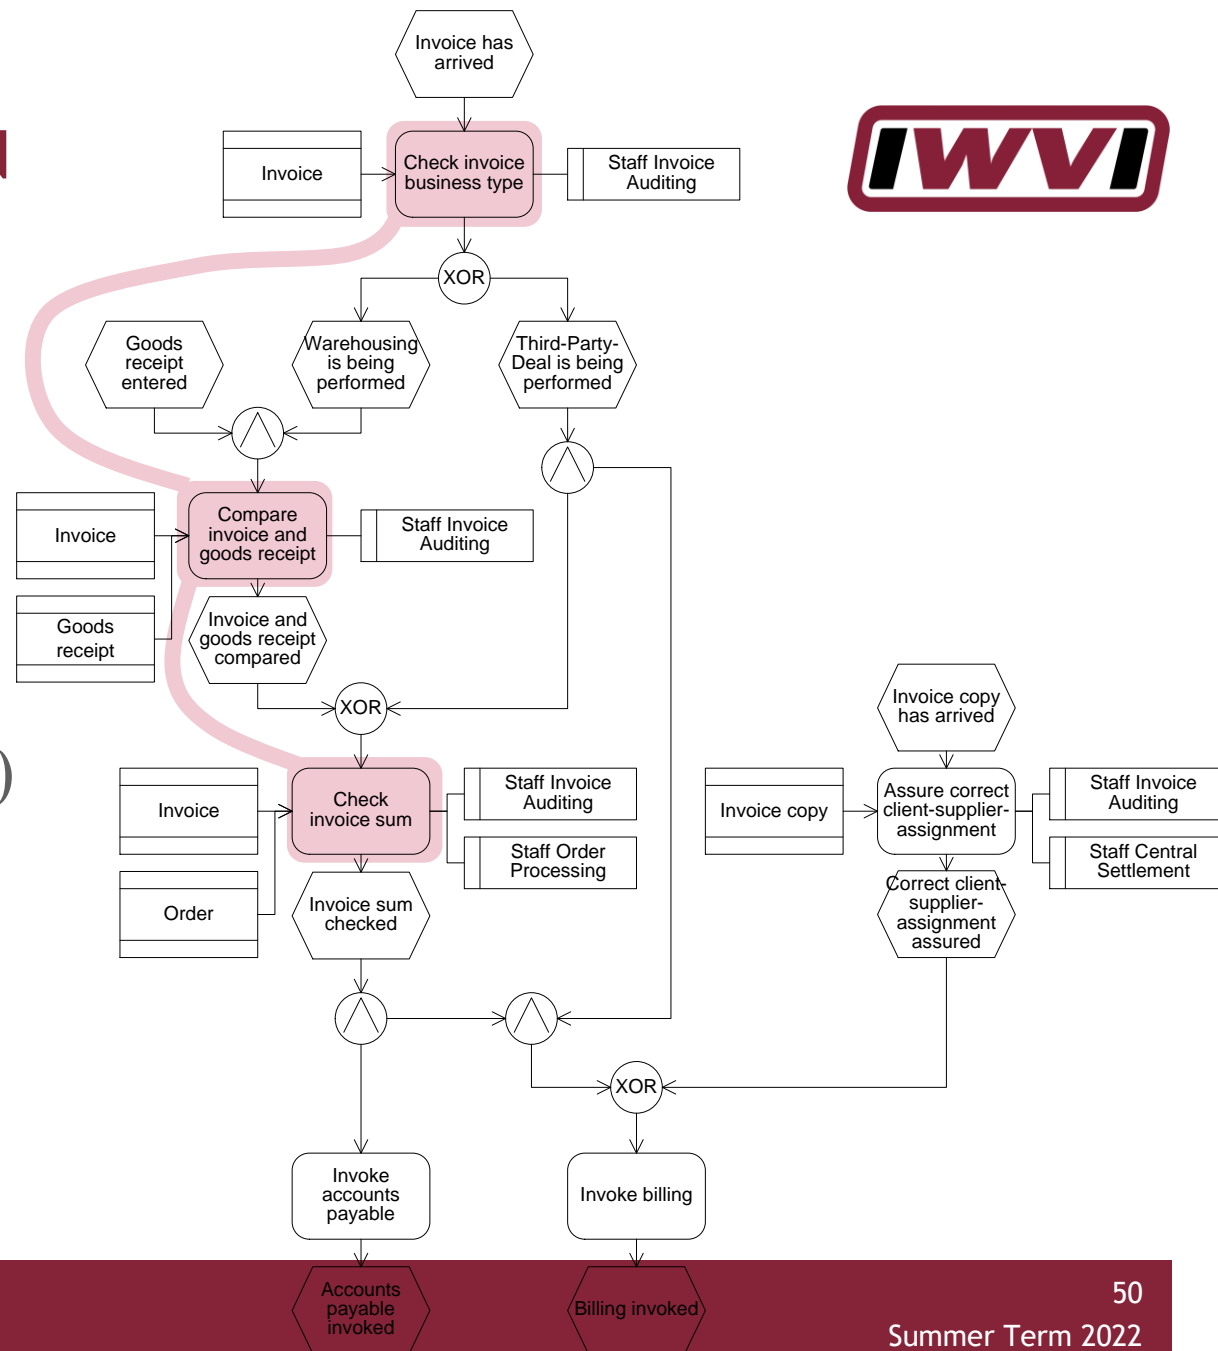 Invoice has
arrived
IWVI
Invoice
Check invoice
business type
Staff Invoice
Auditing
XOR
Goods
receipt
entered
Warehousing
is being
performed
Third-Party-
Deal is being
performed
Invoice
Compare
invoice and
goods receipt
Staff Invoice
Auditing
Goods
receipt
Invoice and
goods receipt
compared
XOR
Invoice copy
has arrived
)
Invoice
Check
invoice sum
Staff Invoice
Auditing
Staff Order
Processing
Invoice copy
Assure correct
client-supplier-
assignment
Staff Invoice
Auditing
Staff Central
Settlement
Order
Invoice sum
checked
Correct client-
supplier-
assignment
assured
XOR
Invoke
accounts
payable
Invoke billing
Accounts
payable
invoked
Billing invoked
50
Summer Term 2022